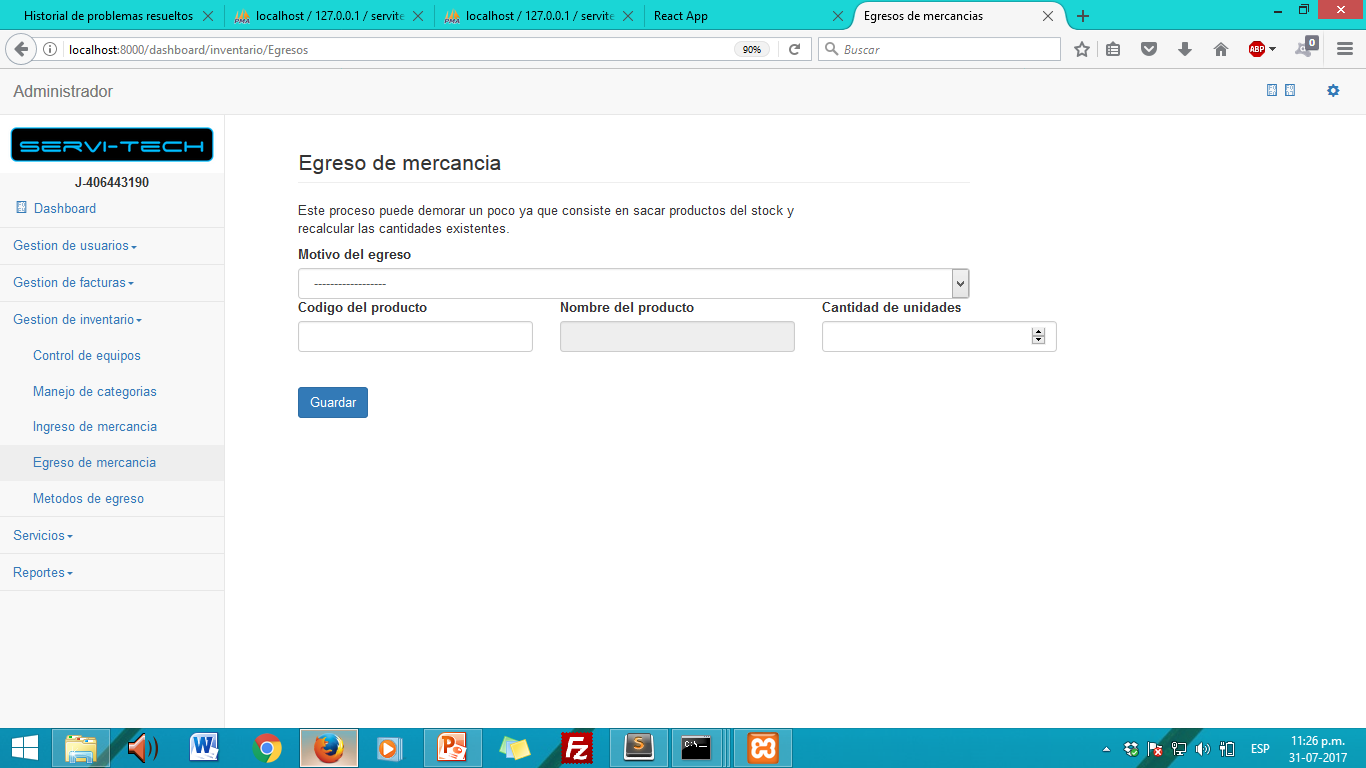 Historial de problemas resueltos
localhost / 127.0.0.1 / servite
localhost / 127.0.0.1 / servite
React App
Egresos de mercancias
localhost:8000/dashboard/inventario/Egresos
90%
Buscar
ABP
0
Administrador
SERVI-TECH
J-406443190
Dashboard
Gestion de usuarios
Gestion de facturas
Gestion de inventario
Control de equipos
Manejo de categorias
Ingreso de mercancia
Egreso de mercancia
Metodos de egreso
Servicios
Reportes
Egreso de mercancia
Este proceso puede demorar un poco ya que consiste en sacar productos del stock y
recalcular las cantidades existentes.
Motivo del egreso
------------------
Codigo del producto
Nombre del producto
Cantidad de unidades
Guardar
ESP
11:26 p.m.
31-07-2017